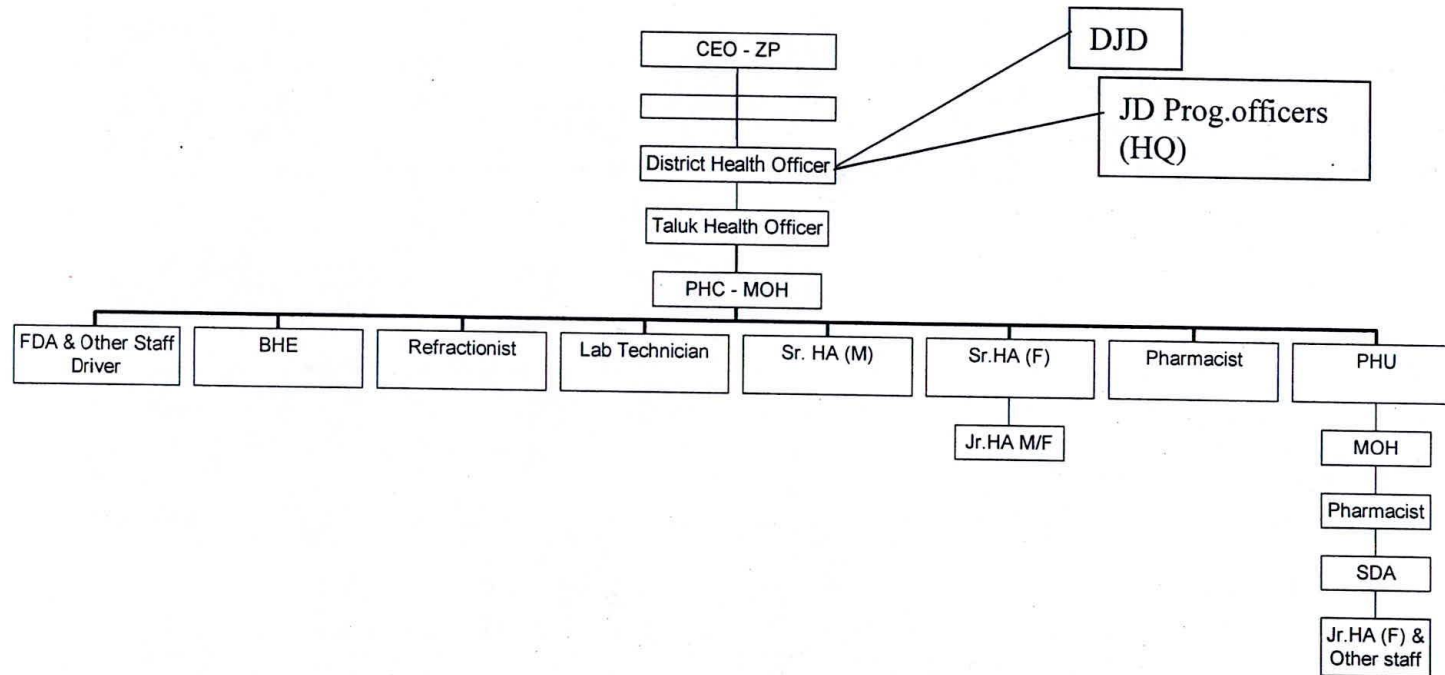 CEO - ZP
DJD
JD Prog.officers
(HQ)
District Health Officer
Taluk Health Officer
PHC - MOH
FDA & Other Staff
Driver
BHE
Refractionist
Lab Technician
Sr. HA (M)
Sr.HA (F)
Pharmacist
PHU
Jr.HA M/F
MOH
Pharmacist
SDA
Jr.HA (F) &
Other staff